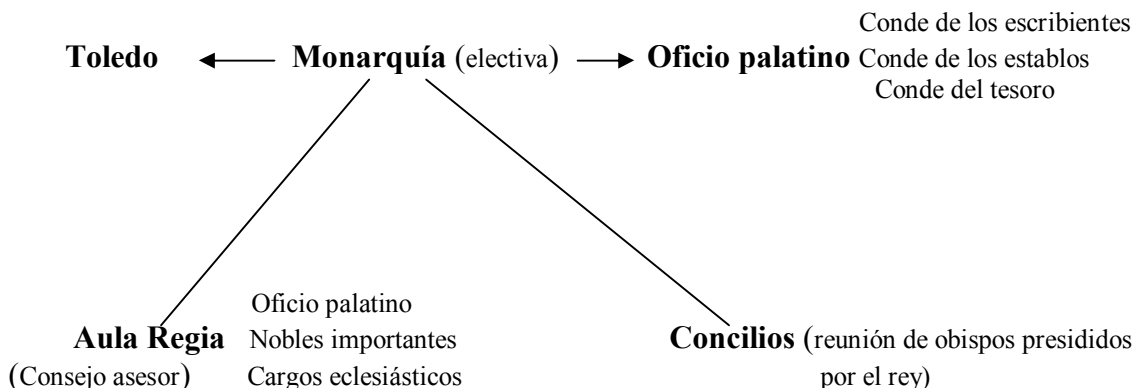 Conde de los escribientes
Toledo Monarquía (electiva) Oficio palatino Conde de los establos
Conde del tesoro
Oficio palatino
Aula Regia Nobles importantes
(Consejo asesor) Cargos eclesiásticos
Concilios (reunión de obispos presididos
por el rey)